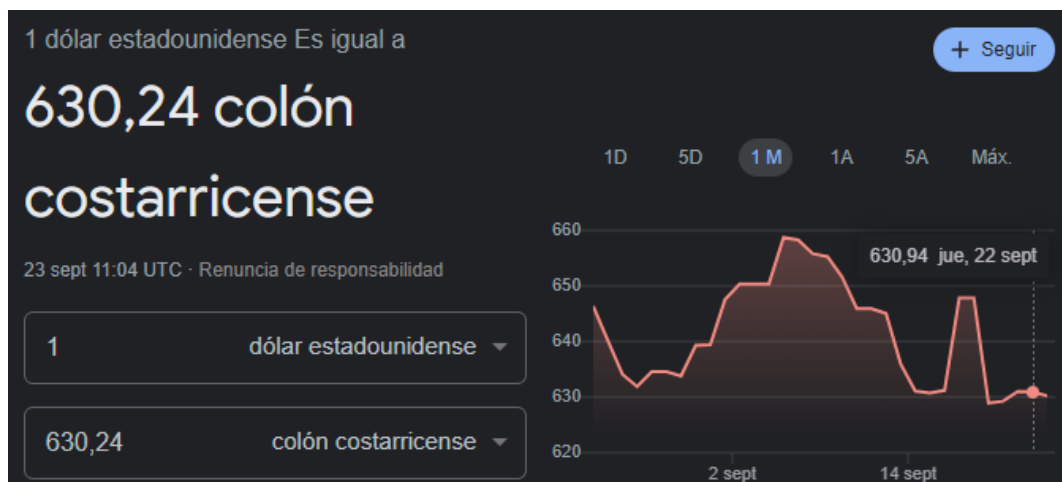 1 dólar estadounidense Es igual a
630,24 colón
costarricense
23 sept 11:04 UTC · Renuncia de responsabilidad
1 dólar estadounidense
630,24 colón costarricense
+ Seguir
1D 5D 1 M 1A 5A Máx.
660
630,94 jue, 22 sept
650
640
630
620
2 sept 14 sept